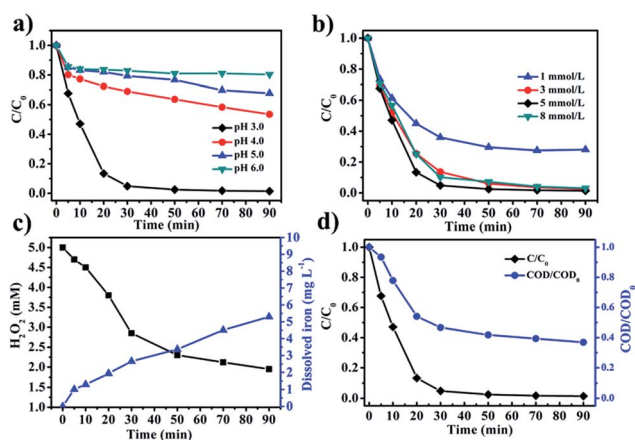 a)
C/C0
1.0
0.8
0.6
0.4
0.2
0.0
pH 3.0
pH 4.0
pH 5.0
pH 6.0
0 10 20 30 40 50 60 70 80 90
Time (min)
b)
C/C0
1.0
0.8
0.6
0.4
0.2
0.0
1 mmol/L
3 mmol/L
5 mmol/L
8 mmol/L
0 10 20 30 40 50 60 70 80 90
Time (min)
c)
H2O2 (mM)
5.0
4.5
4.0
3.5
3.0
2.5
2.0
1.5
1.0
10
9
8
7
6
5
4
3
2
1
0
Dissolved iron (mg L-1)
0 10 20 30 40 50 60 70 80 90
Time (min)
d)
C/C0
1.0
0.8
0.6
0.4
0.2
0.0
C/C0
COD/COD0
1.0
0.8
0.6
0.4
0.2
0.0
COD/COD0
0 10 20 30 40 50 60 70 80 90
Time (min)